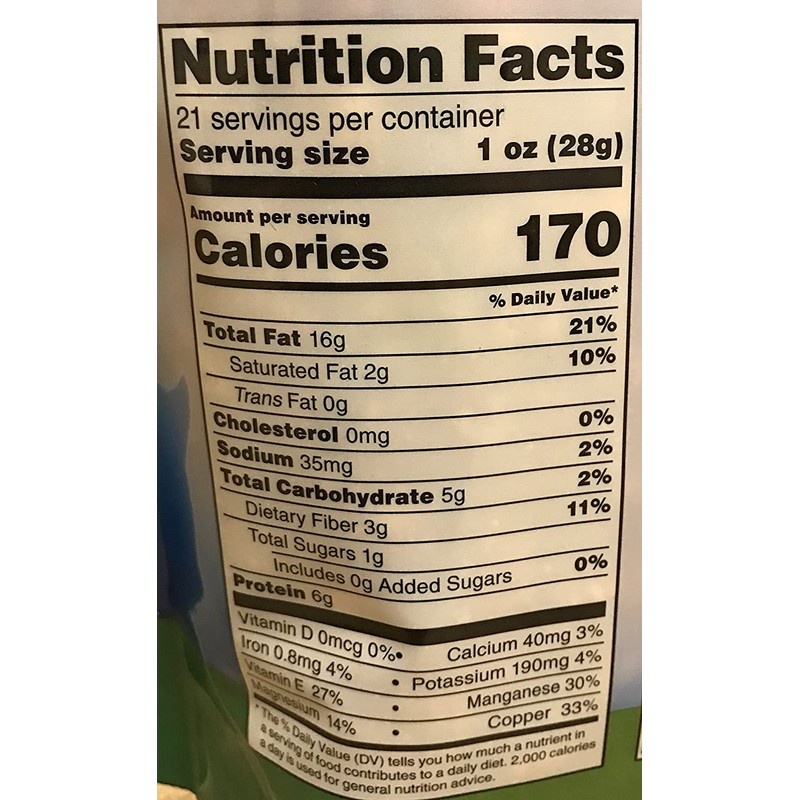 Nutrition Facts
21 servings per container
Serving size 1 oz (28g)
Amount per serving
Calories 170
% Daily Value*
Total Fat 16g 21%
Saturated Fat 2g 10%
Trans Fat 0g
Cholesterol 0mg 0%
Sodium 35mg 2%
Total Carbohydrate 5g 2%
Dietary Fiber 3g 11%
Total Sugars 1g
Includes 0g Added Sugars 0%
Protein 6g
Vitamin D 0mcg 0% • Calcium 40mg 3%
Iron 0.8mg 4% • Potassium 190mg 4%
Vitamin E 27% • Manganese 30%
Magnesium 14% • Copper 33%
*The % Daily Value (DV) tells you how much a nutrient in
a serving of food contributes to a daily diet. 2,000 calories
a day is used for general nutrition advice.